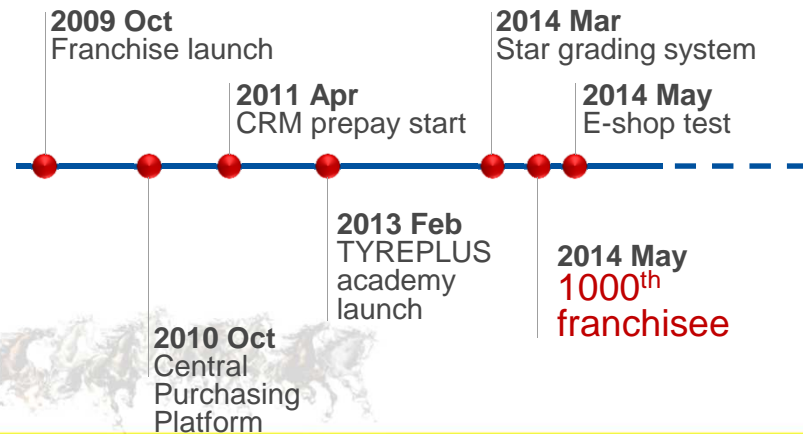 2009 Oct
Franchise launch
2014 Mar
Star grading system
2011 Apr
CRM prepay start
2014 May
E-shop test
2013 Feb
TYREPLUS
academy
launch
2014 May
1000th
franchisee
2010 Oct
Central
Purchasing
Platform